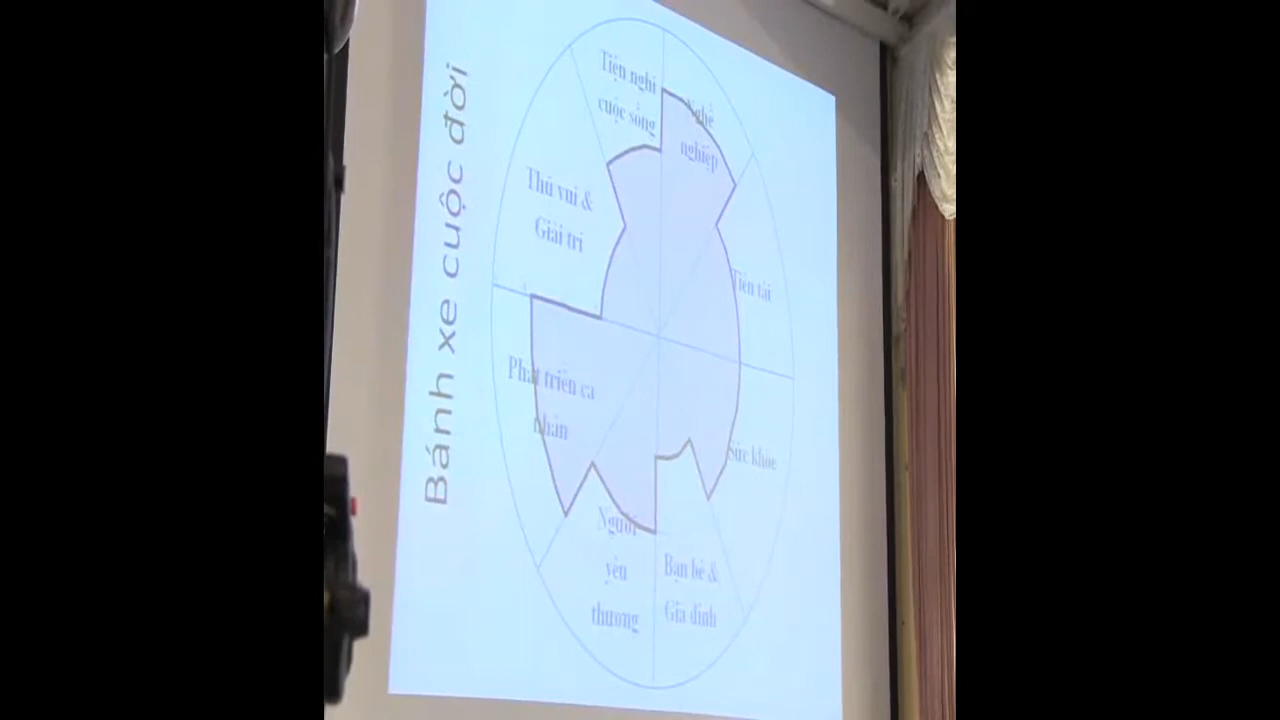 Bánh xe cuộc đời
Tiện nghi
cuộc sống
Nghề
nghiệp
Thú vui &
Giải trí
Tiền tài
Phát triển cá
nhân
Sức khỏe
Người
yêu
thương
Bạn bè &
Gia đình